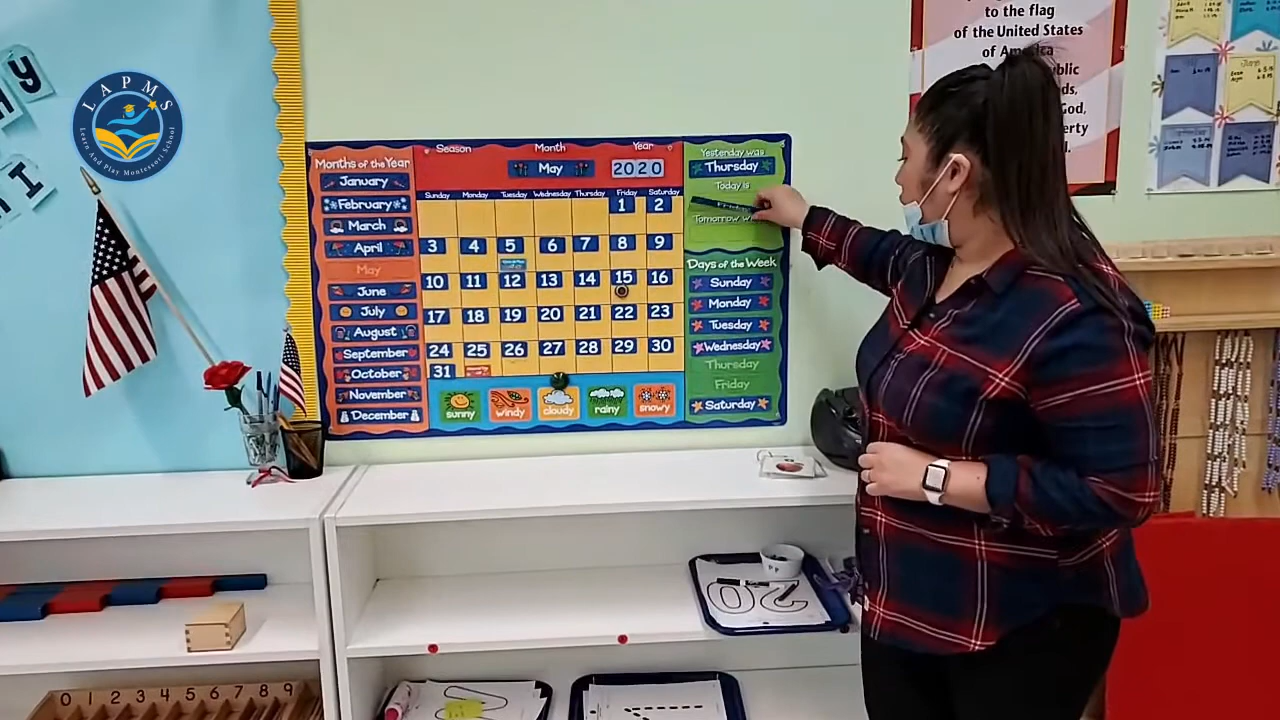 LAPMS
Learn And Play Montessori School
Months of the Year
January
February
March
April
May
June
July
August
September
October
November
December
Season Month Year
May 2020
Sunday Monday Tuesday Wednesday Thursday Friday Saturday
1 2
3 4 5 6 7 8 9
10 11 12 13 14 15 16
17 18 19 20 21 22 23
24 25 26 27 28 29 30
31
sunny windy cloudy rainy snowy
Yesterday was
Thursday
Today is
Friday
Tomorrow
Days of the Week
Sunday
Monday
Tuesday
Wednesday
Thursday
Friday
Saturday
to the flag
of the United States
of
20
0 1 2 3 4 5 6 7 8 9